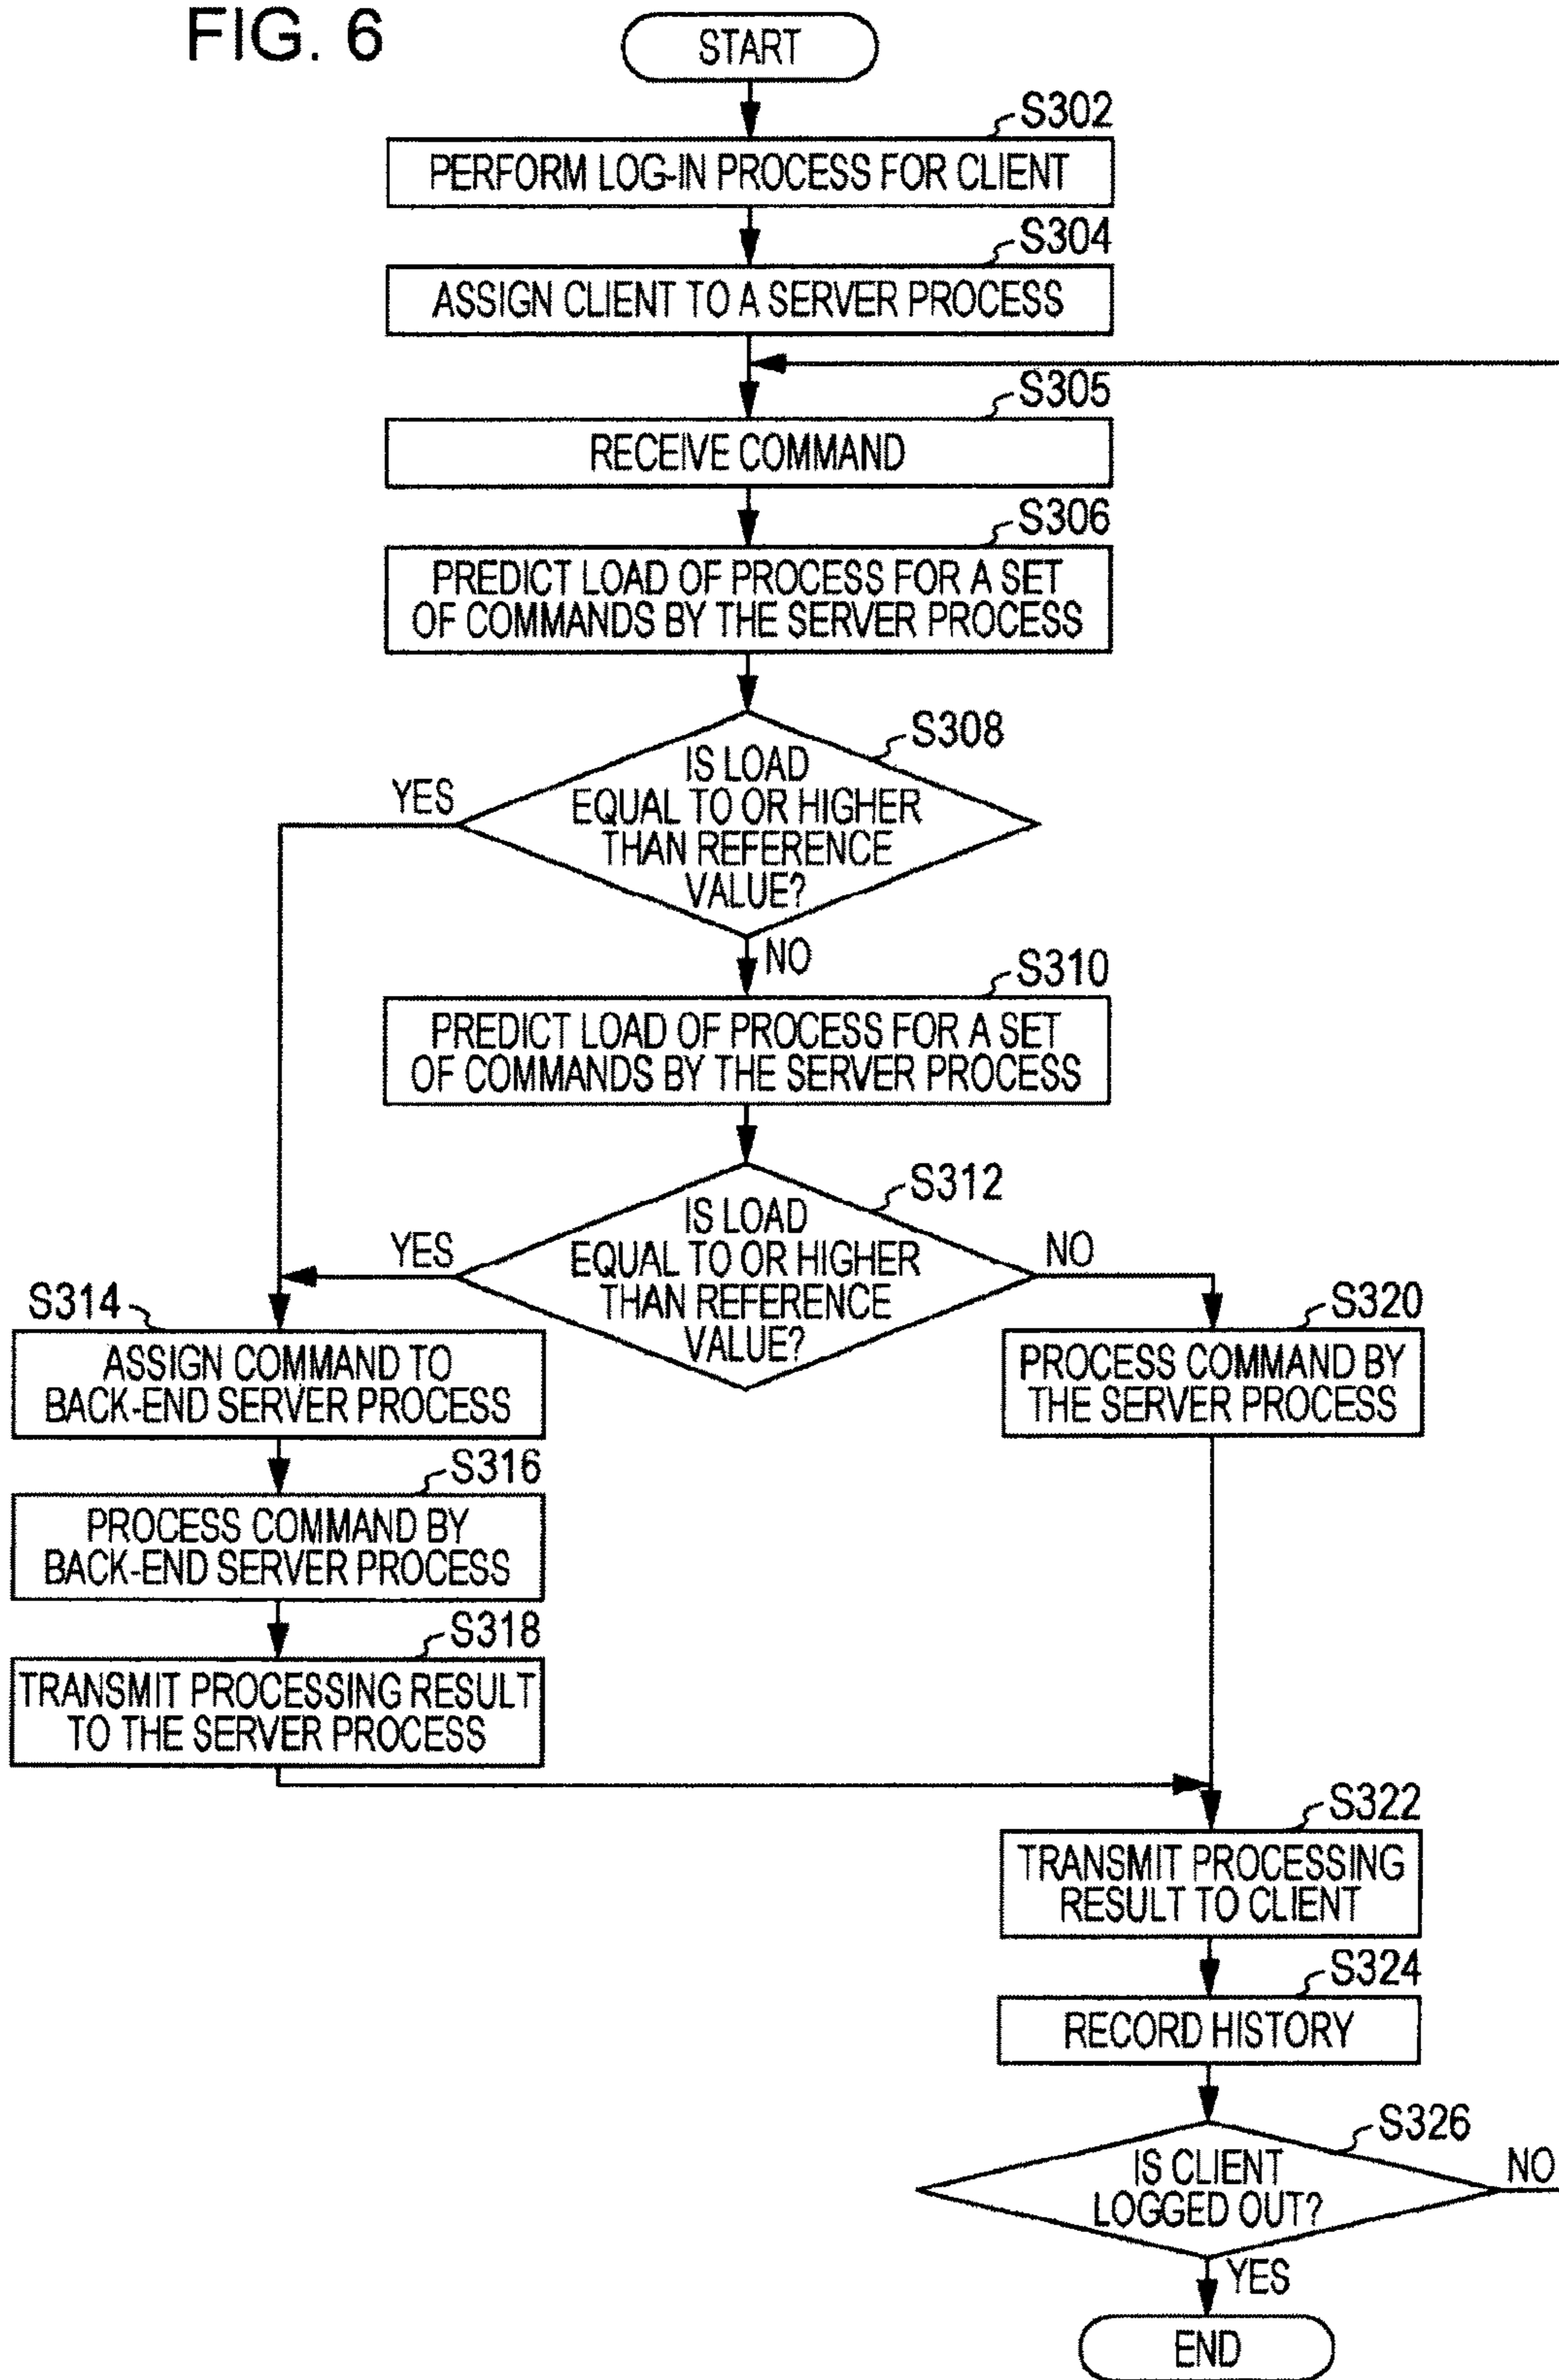 FIG. 6
START
S302
PERFORM LOG-IN PROCESS FOR CLIENT
S304
ASSIGN CLIENT TO A SERVER PROCESS
S305
RECEIVE COMMAND
S306
PREDICT LOAD OF PROCESS FOR A SET
OF COMMANDS BY THE SERVER PROCESS
S308
IS LOAD
EQUAL TO OR HIGHER
THAN REFERENCE
VALUE?
YES
NO
S310
PREDICT LOAD OF PROCESS FOR A SET
OF COMMANDS BY THE SERVER PROCESS
S312
IS LOAD
EQUAL TO OR HIGHER
THAN REFERENCE
VALUE?
YES
NO
S314
ASSIGN COMMAND TO
BACK-END SERVER PROCESS
S316
PROCESS COMMAND BY
BACK-END SERVER PROCESS
S318
TRANSMIT PROCESSING RESULT
TO THE SERVER PROCESS
S320
PROCESS COMMAND BY
THE SERVER PROCESS
S322
TRANSMIT PROCESSING
RESULT TO CLIENT
S324
RECORD HISTORY
S326
IS CLIENT
LOGGED OUT?
NO
YES
END